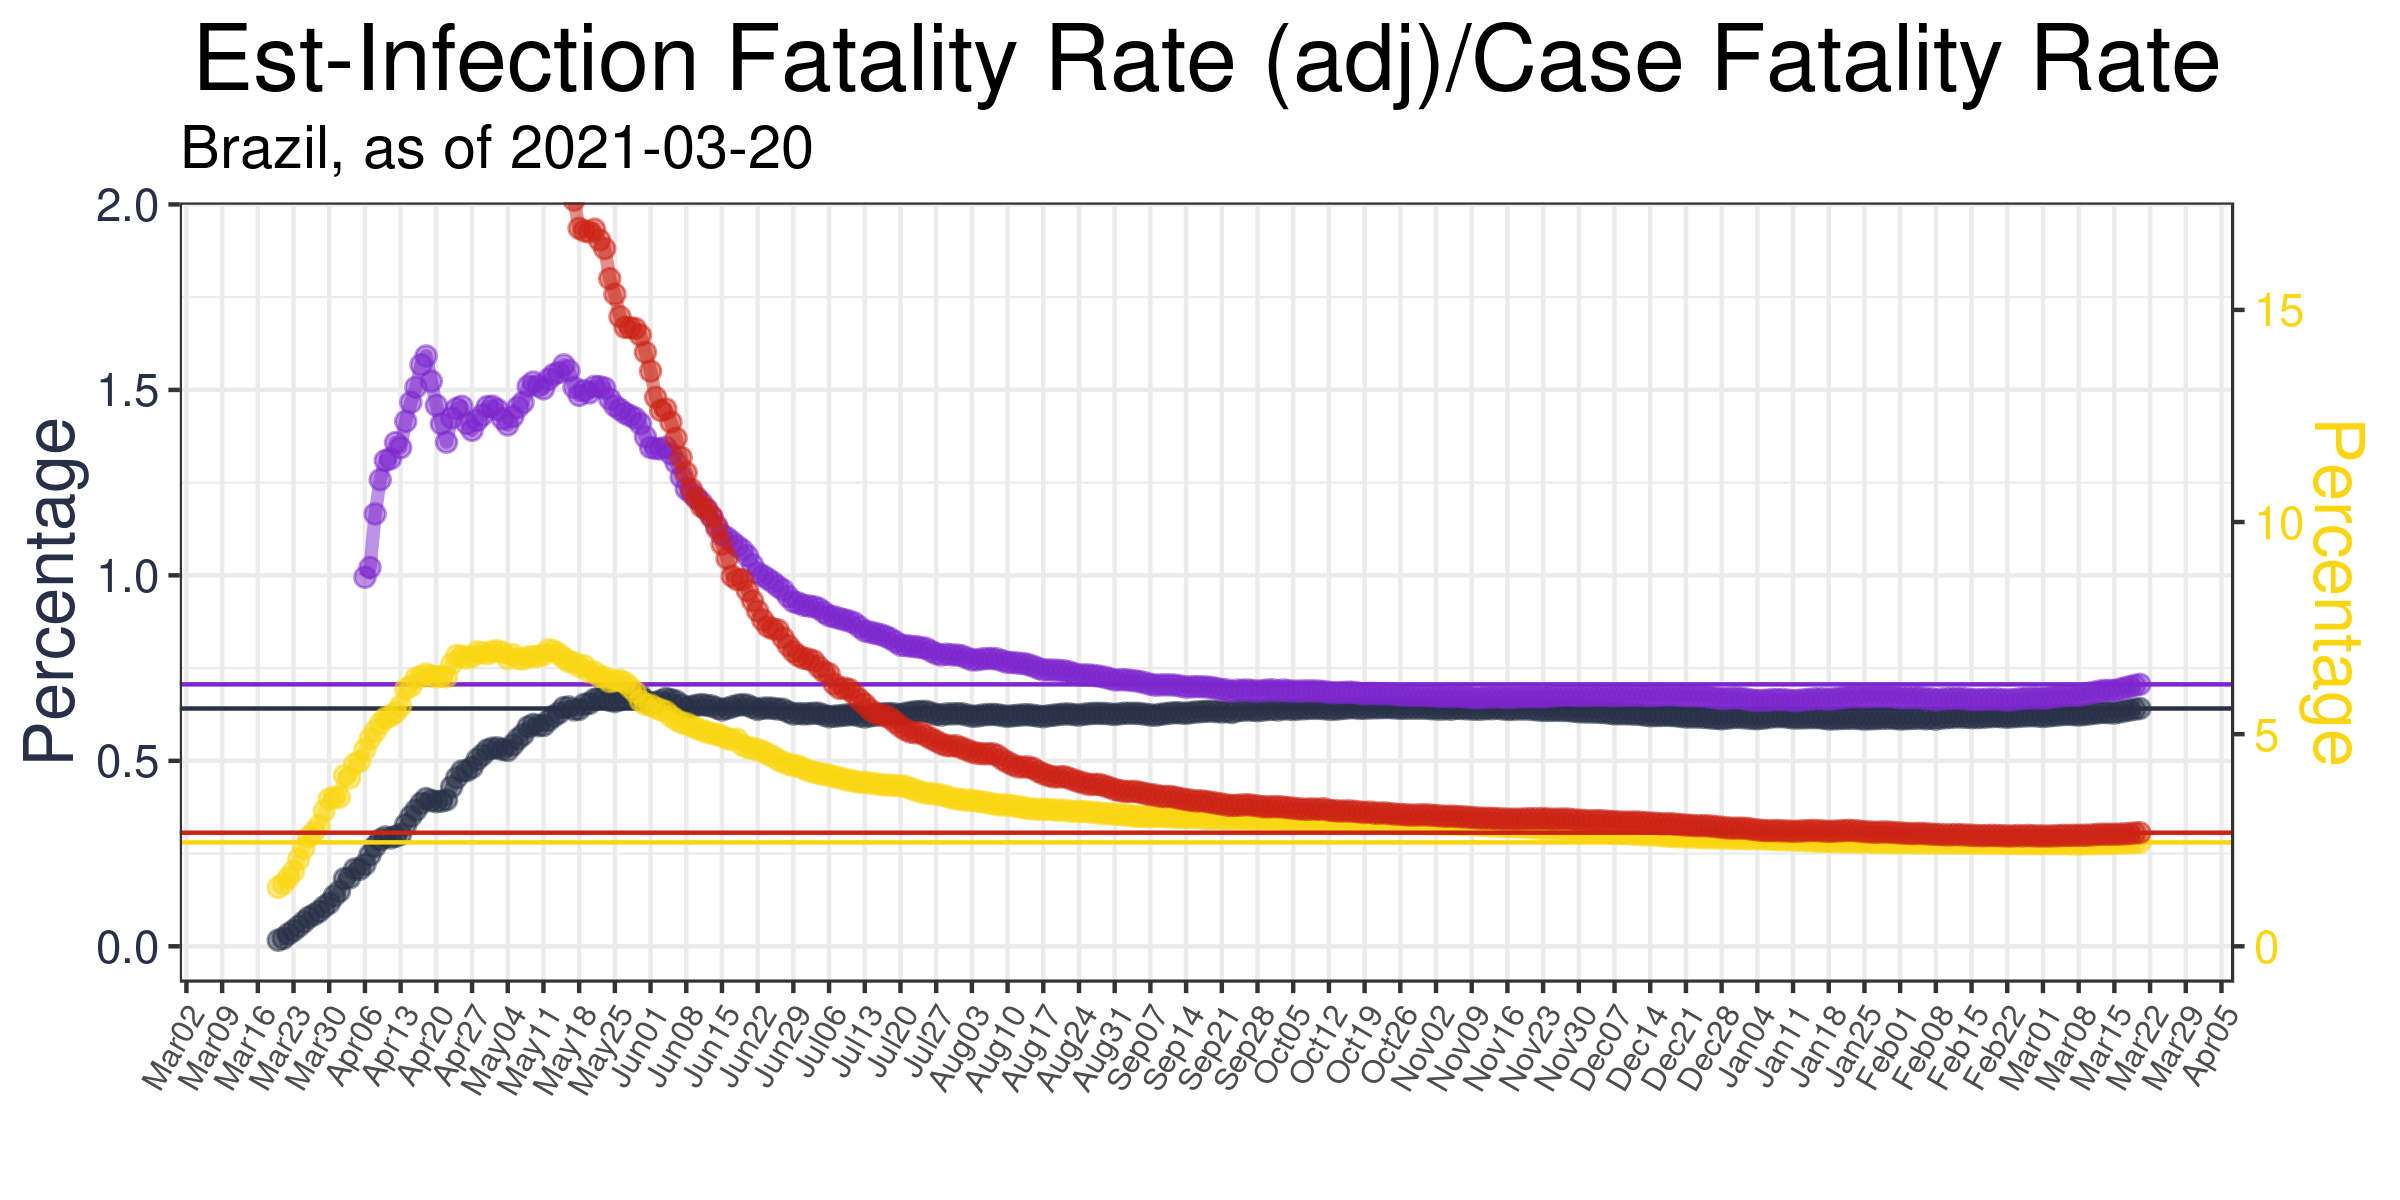 Est-Infection Fatality Rate (adj)/Case Fatality Rate
Brazil, as of 2021-03-20
Percentage
2.0
1.5
1.0
0.5
0.0
15
10
5
0
Percentage
Mar02
Mar09
Mar16
Mar23
Mar30
Apr06
Apr13
Apr20
Apr27
May04
May11
May18
May25
Jun01
Jun08
Jun15
Jun22
Jun29
Jul06
Jul13
Jul20
Jul27
Aug03
Aug10
Aug17
Aug24
Aug31
Sep07
Sep14
Sep21
Sep28
Oct05
Oct12
Oct19
Oct26
Nov02
Nov09
Nov16
Nov23
Nov30
Dec07
Dec14
Dec21
Dec28
Jan04
Jan11
Jan18
Jan25
Feb01
Feb08
Feb15
Feb22
Mar01
Mar08
Mar15
Mar22
Mar29
Apr05